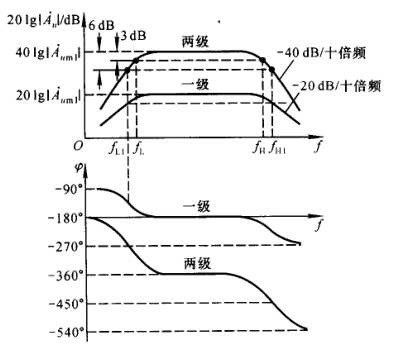 20 lg|Ȧu|/dB
6 dB
3 dB
两级
40 lg|Ȧum1|
-40 dB/十倍频
一级
-20 dB/十倍频
20 lg|Ȧum1|
O
fL1
fL
fH
fH1
f
φ
-90°
-180°
一级
f
-270°
两级
-360°
-450°
-540°